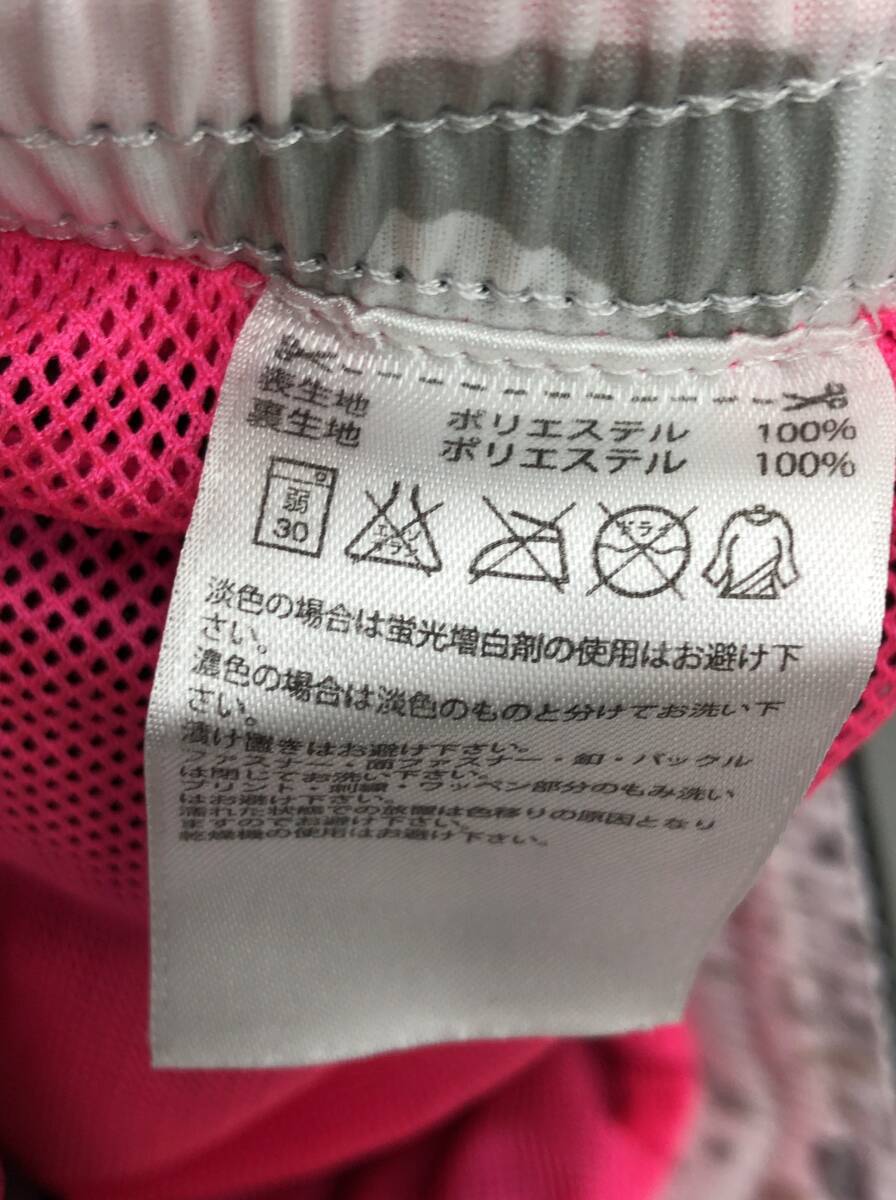 表生地 ポリエステル 100%
裏生地 ポリエステル 100%
弱 30 エンソ サラシ ドライ
淡色の場合は蛍光増白剤の使用はお避け下
さい。
濃色の場合は淡色のものと分けてお洗い下
さい。
漬け置きはお避け下さい。
ファスナー・面ファスナー・釦・バックル
は閉じてお洗い下さい。
プリント・刺繍・ワッペン部分のもみ洗い
はお避け下さい。
濡れた状態での放置は色移りの原因となり
ますのでお避け下さい。
乾燥機の使用はお避け下さい。